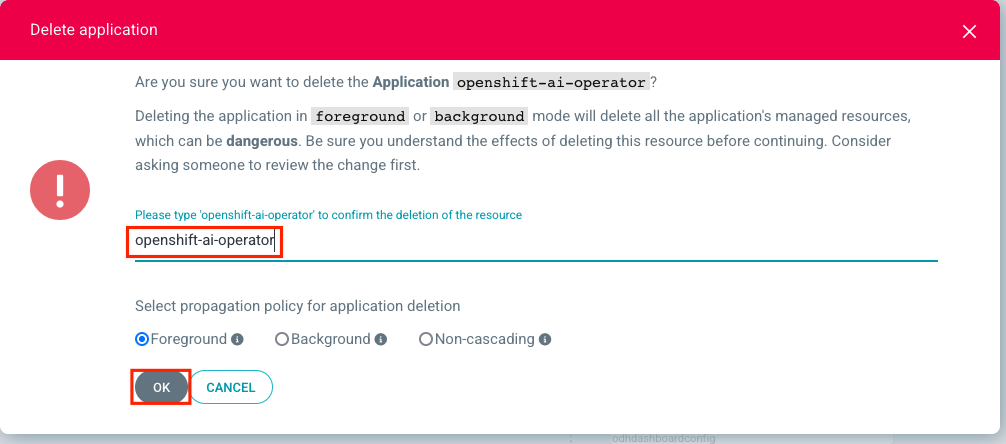 Delete application
Are you sure you want to delete the Application openshift-ai-operator?
Deleting the application in foreground or background mode will delete all the application's managed resources,
which can be dangerous. Be sure you understand the effects of deleting this resource before continuing. Consider
asking someone to review the change first.
Please type 'openshift-ai-operator' to confirm the deletion of the resource
openshift-ai-operator
Select propagation policy for application deletion
Foreground Background Non-cascading
OK CANCEL
odhdashboardconfig